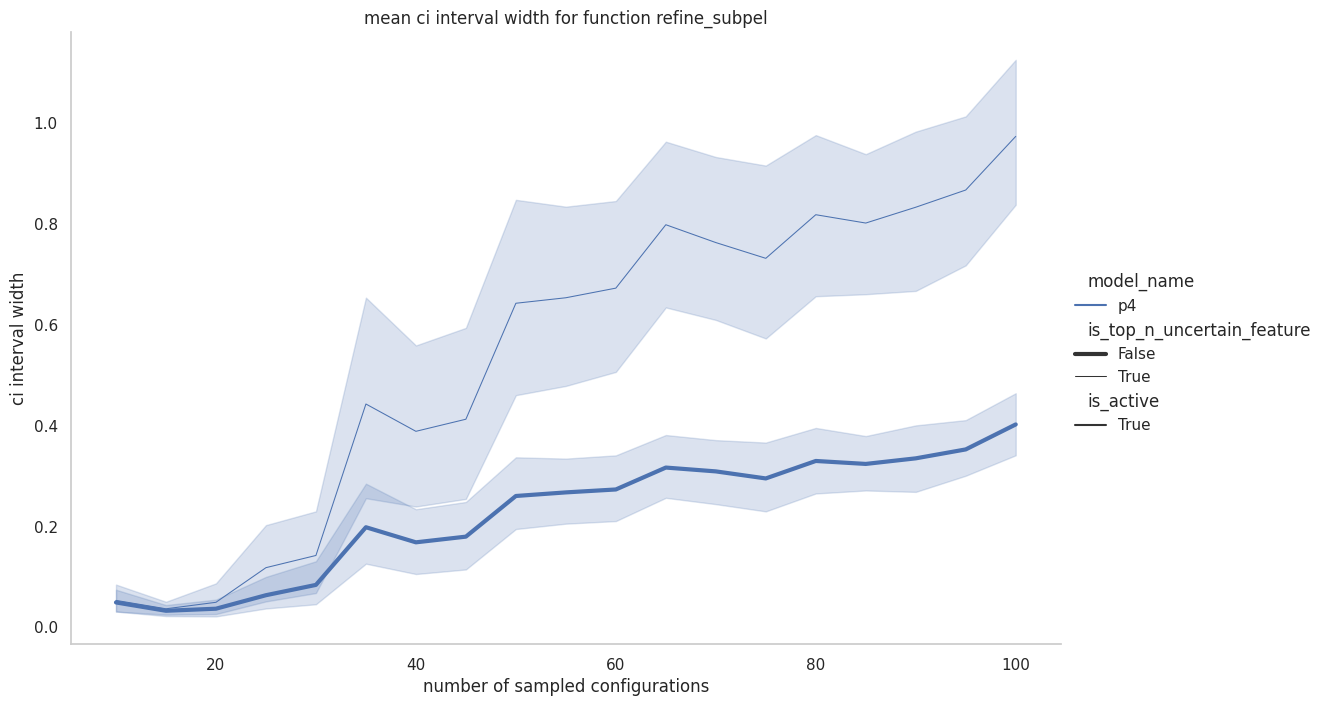 mean ci interval width for function refine_subpel
ci interval width
1.0
0.8
0.6
0.4
0.2
0.0
20
40
60
80
100
number of sampled configurations
model_name
p4
is_top_n_uncertain_feature
False
True
is_active
True